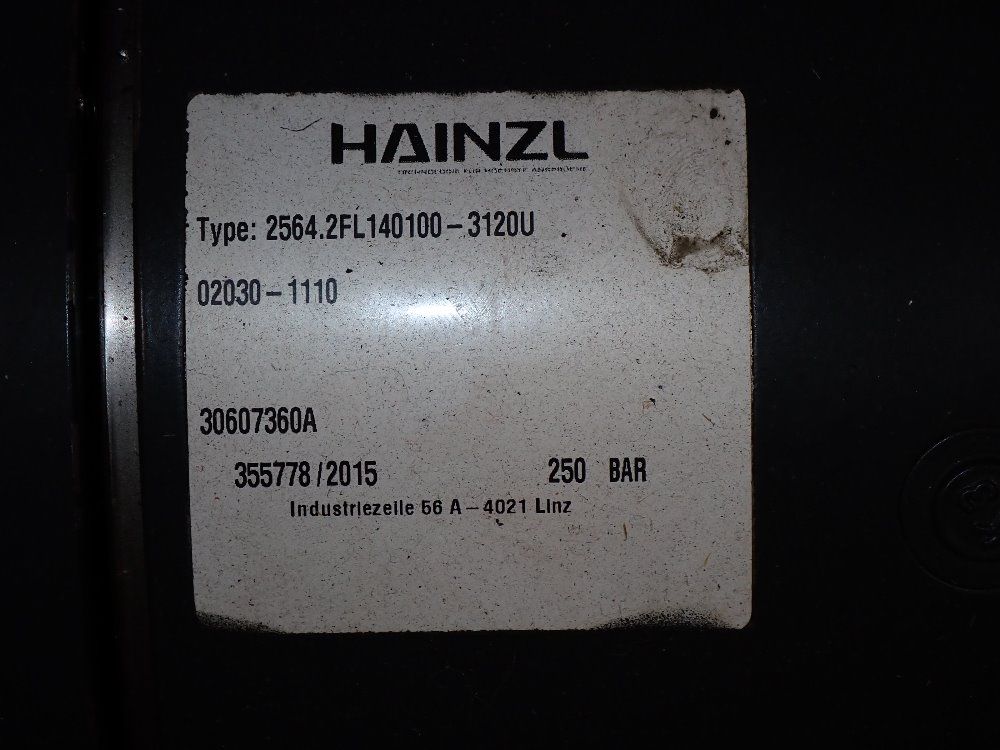 HAINZL
Type: 2564.2FL140100-3120U
02030-1110
30607360A
355778/2015 250 BAR
Industriezeile 56 A-4021 Linz